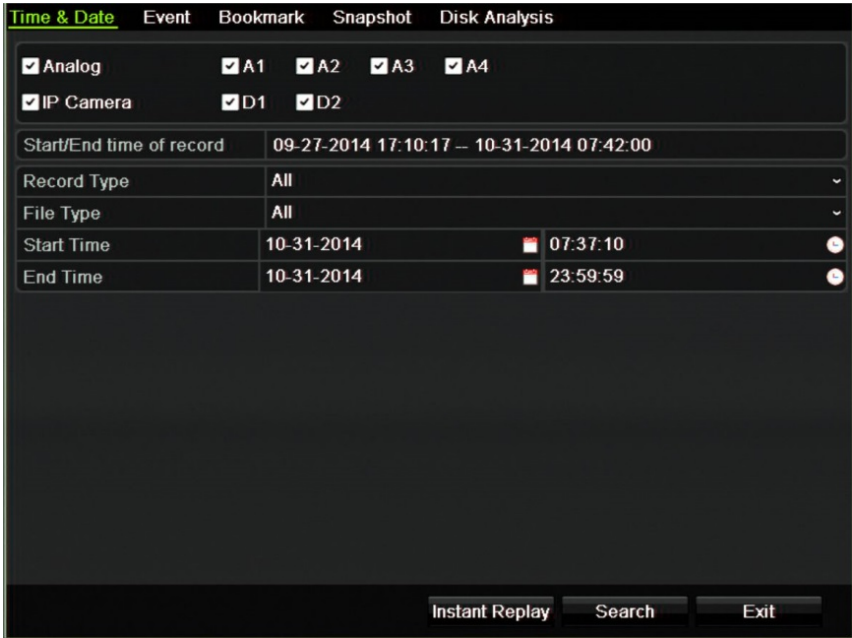 Time & Date Event Bookmark Snapshot Disk Analysis
Analog A1 A2 A3 A4
IP Camera D1 D2
Start/End time of record 09-27-2014 17:10:17 -- 10-31-2014 07:42:00
Record Type All
File Type All
Start Time 10-31-2014 07:37:10
End Time 10-31-2014 23:59:59
Instant Replay Search Exit